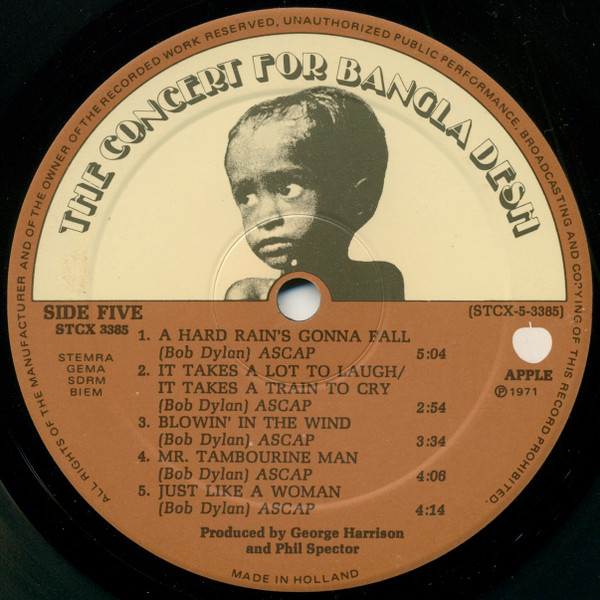 ALL RIGHTS OF THE MANUFACTURER AND OF THE OWNER OF THE RECORDED WORK RESERVED, UNAUTHORIZED PUBLIC PERFORMANCE, BROADCASTING AND COPYING OF THIS RECORD PROHIBITED.
THE CONCERT FOR BANGLA DESH
SIDE FIVE
STCX 3385
(STCX-5-3385)
STEMRA
GEMA
SDRM
BIEM
1. A HARD RAIN'S GONNA FALL
(Bob Dylan) ASCAP 5:04
2. IT TAKES A LOT TO LAUGH/
IT TAKES A TRAIN TO CRY
(Bob Dylan) ASCAP 2:54
3. BLOWIN' IN THE WIND
(Bob Dylan) ASCAP 3:34
4. MR. TAMBOURINE MAN
(Bob Dylan) ASCAP 4:06
5. JUST LIKE A WOMAN
(Bob Dylan) ASCAP 4:14
APPLE
℗ 1971
Produced by George Harrison
and Phil Spector
MADE IN HOLLAND